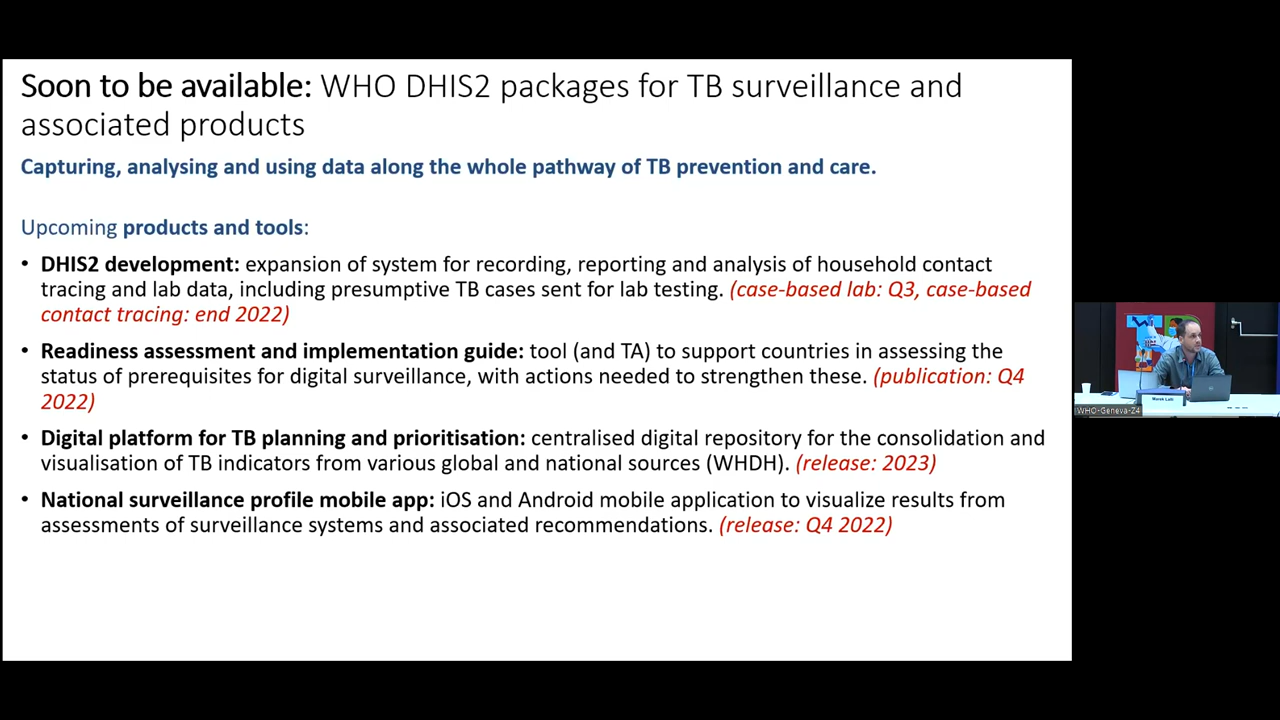 Soon to be available: WHO DHIS2 packages for TB surveillance and
associated products
Capturing, analysing and using data along the whole pathway of TB prevention and care.
Upcoming products and tools:
• DHIS2 development: expansion of system for recording, reporting and analysis of household contact
tracing and lab data, including presumptive TB cases sent for lab testing. (case-based lab: Q3, case-based
contact tracing: end 2022)
• Readiness assessment and implementation guide: tool (and TA) to support countries in assessing the
status of prerequisites for digital surveillance, with actions needed to strengthen these. (publication: Q4
2022)
• Digital platform for TB planning and prioritisation: centralised digital repository for the consolidation and
visualisation of TB indicators from various global and national sources (WHDH). (release: 2023)
• National surveillance profile mobile app: iOS and Android mobile application to visualize results from
assessments of surveillance systems and associated recommendations. (release: Q4 2022)
Marek Lalli
WHO-Geneva-Z4